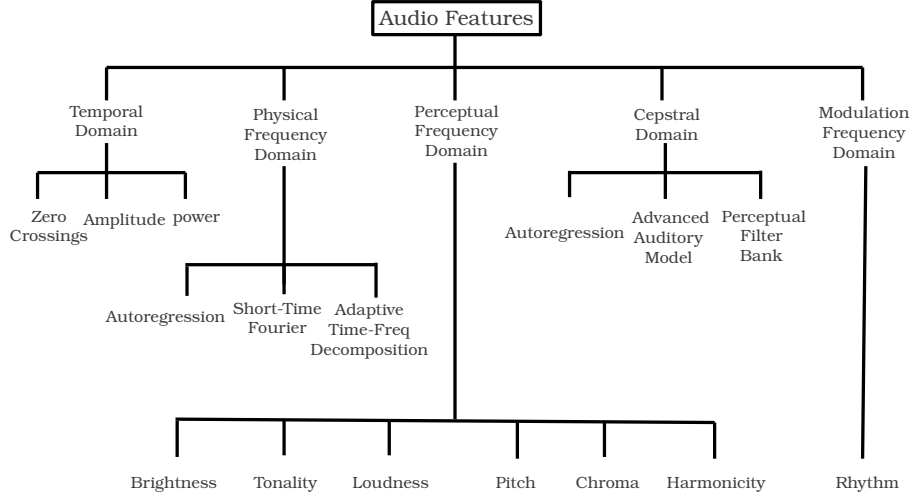 Audio Features
Temporal
Domain
Physical
Frequency
Domain
Perceptual
Frequency
Domain
Cepstral
Domain
Modulation
Frequency
Domain
Zero
Crossings
Amplitude
power
Autoregression
Advanced
Auditory
Model
Perceptual
Filter
Bank
Autoregression
Short-Time
Fourier
Adaptive
Time-Freq
Decomposition
Brightness
Tonality
Loudness
Pitch
Chroma
Harmonicity
Rhythm